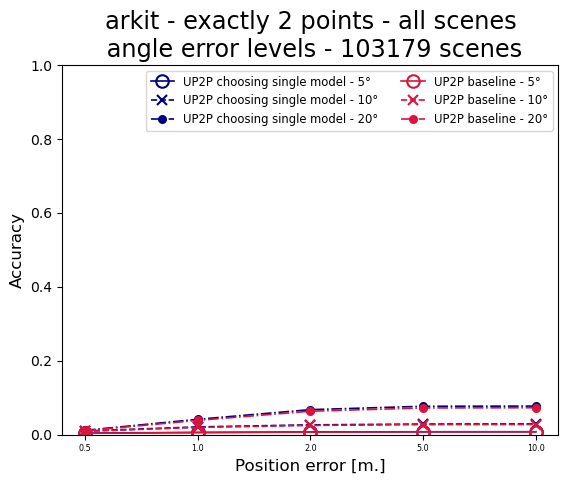 arkit - exactly 2 points - all scenes
angle error levels - 103179 scenes
UP2P choosing single model - 5°
UP2P choosing single model - 10°
UP2P choosing single model - 20°
UP2P baseline - 5°
UP2P baseline - 10°
UP2P baseline - 20°
Accuracy
1.0
0.8
0.6
0.4
0.2
0.0
0.5 1.0 2.0 5.0 10.0
Position error [m.]